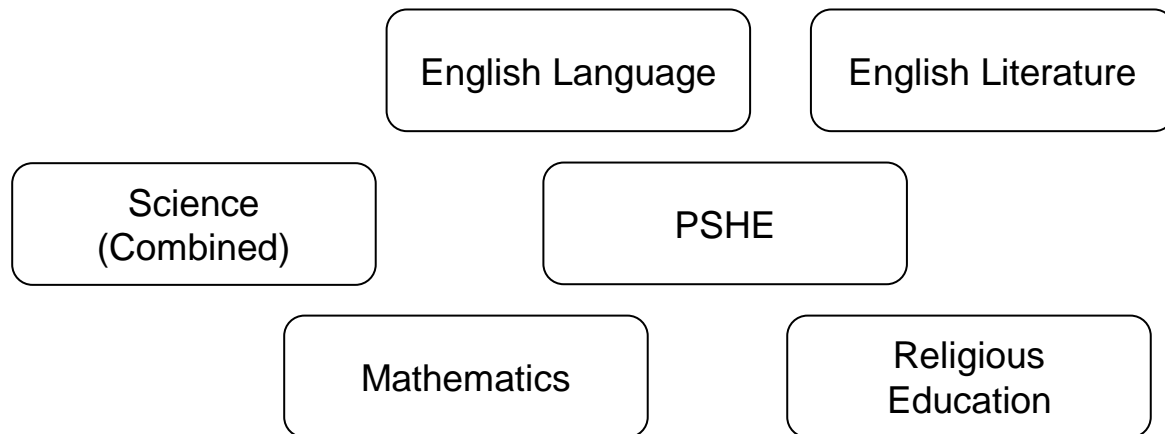 English Language
English Literature
Science
(Combined)
PSHE
Mathematics
Religious
Education